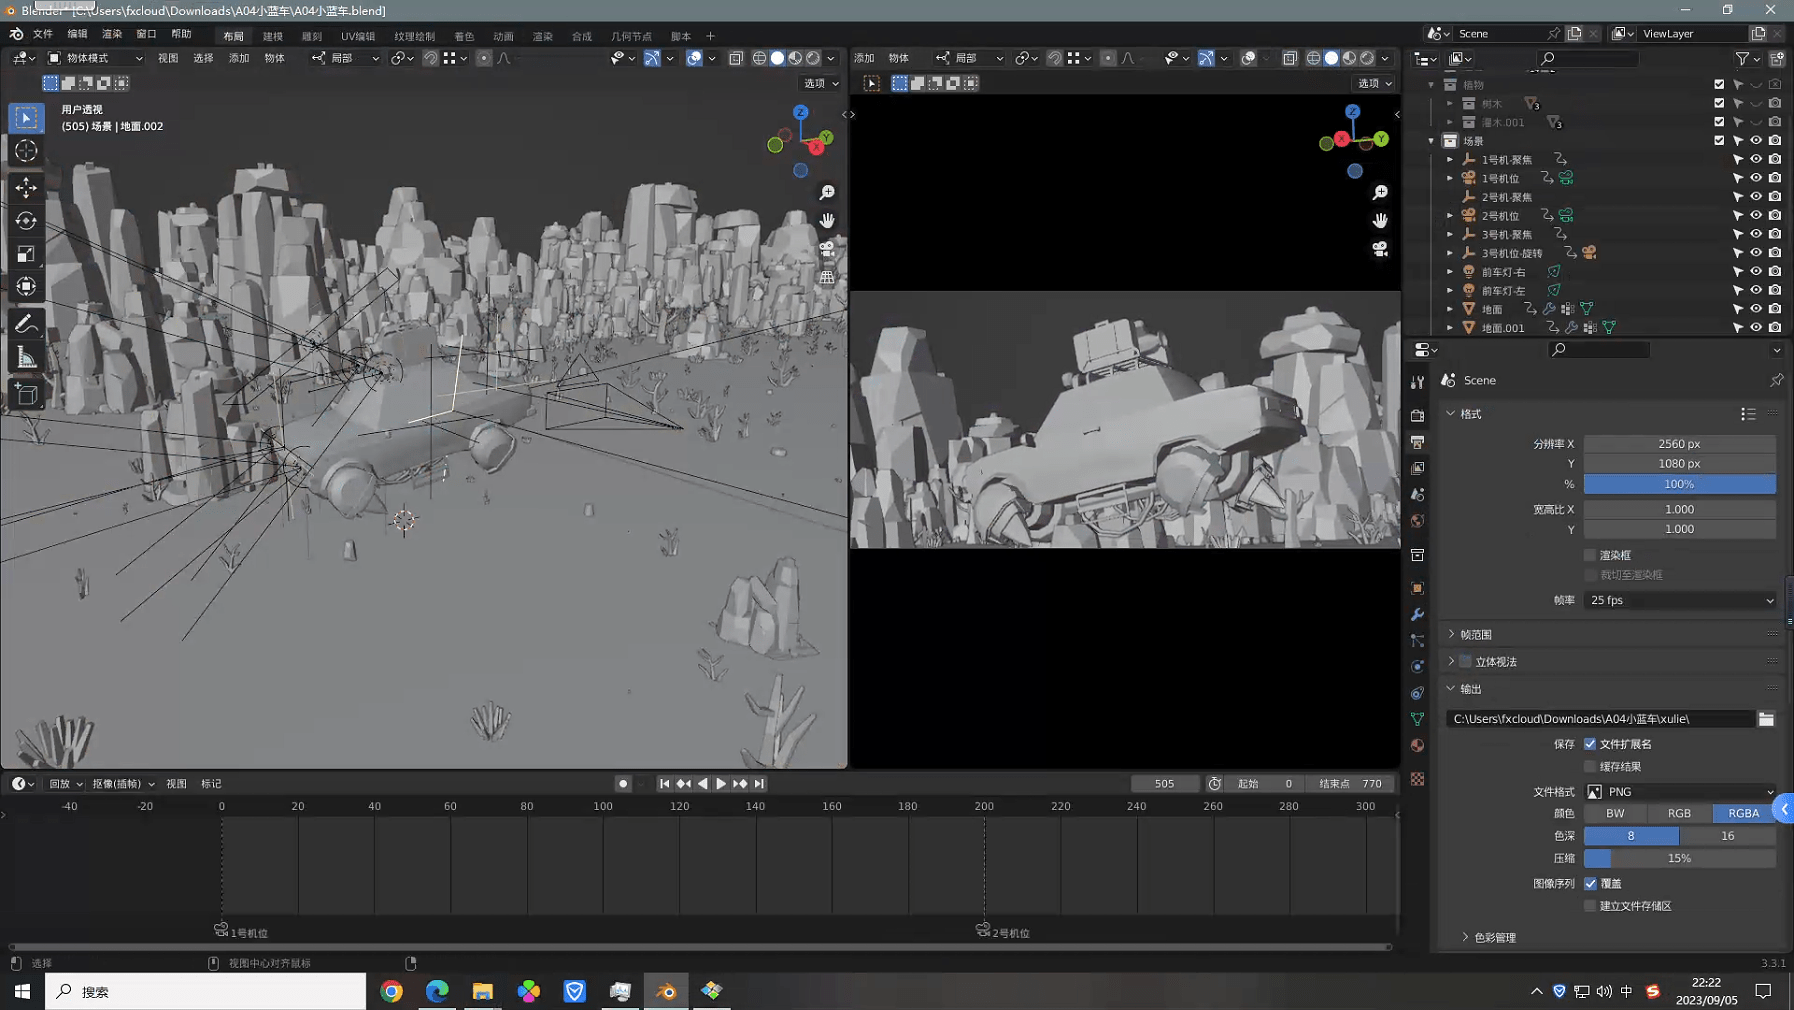 Blender [C:\Users\fxcloud\Downloads\A04小蓝车\A04小蓝车.blend]
文件 编辑 渲染 窗口 帮助 布局 建模 雕刻 UV编辑 纹理绘制 着色 动画 渲染 合成 几何节点 脚本 +
Scene ViewLayer
物体模式 视图 选择 添加 物体 局部
添加 物体 局部
选项
选项
用户透视
(505) 场景 | 地面.002
植物
树木 3
灌木.001 3
场景
1号机-聚焦
1号机位
2号机-聚焦
2号机位
3号机-聚焦
3号机位-旋转
前车灯-右
前车灯-左
地面
地面.001
Scene
格式
分辨率 X 2560 px
Y 1080 px
% 100%
宽高比 X 1.000
Y 1.000
渲染框
裁切至渲染框
帧率 25 fps
帧范围
立体视法
输出
C:\Users\fxcloud\Downloads\A04小蓝车\xulie\
保存 文件扩展名
缓存结果
文件格式 PNG
颜色 BW RGB RGBA
色深 8 16
压缩 15%
图像序列 覆盖
建立文件存储区
色彩管理
回放 抠像(插帧) 视图 标记 505 起始 0 结束点 770
-40 -20 0 20 40 60 80 100 120 140 160 180 200 220 240 260 280 300
1号机位 2号机位
选择 视图中心对齐鼠标 3.3.1
搜索
中
22:22
2023/09/05